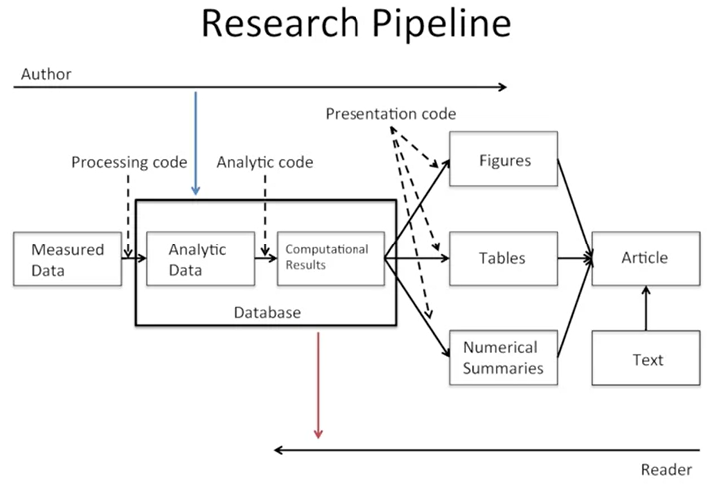 Research Pipeline
Author
Presentation code
Processing code
Analytic code
Figures
Measured
Data
Analytic
Data
Computational
Results
Tables
Article
Database
Numerical
Summaries
Text
Reader